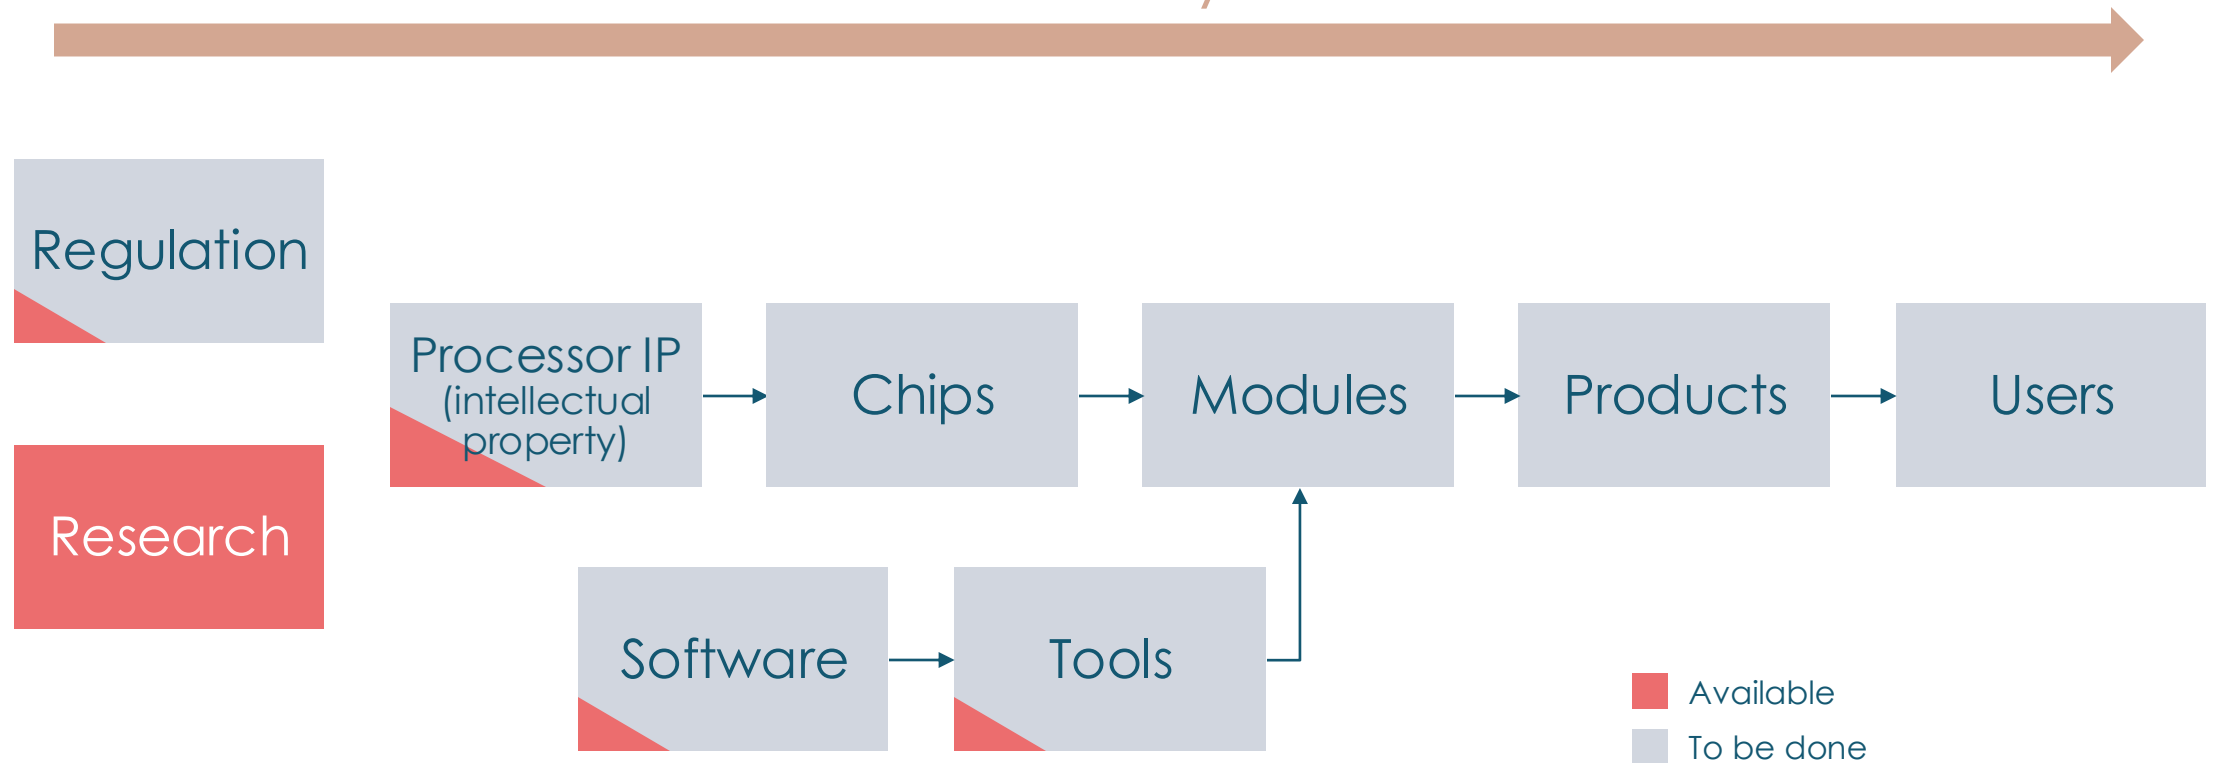 Regulation
Research
Processor IP
(intellectual
property)
Chips
Modules
Products
Users
Software
Tools
Available
To be done